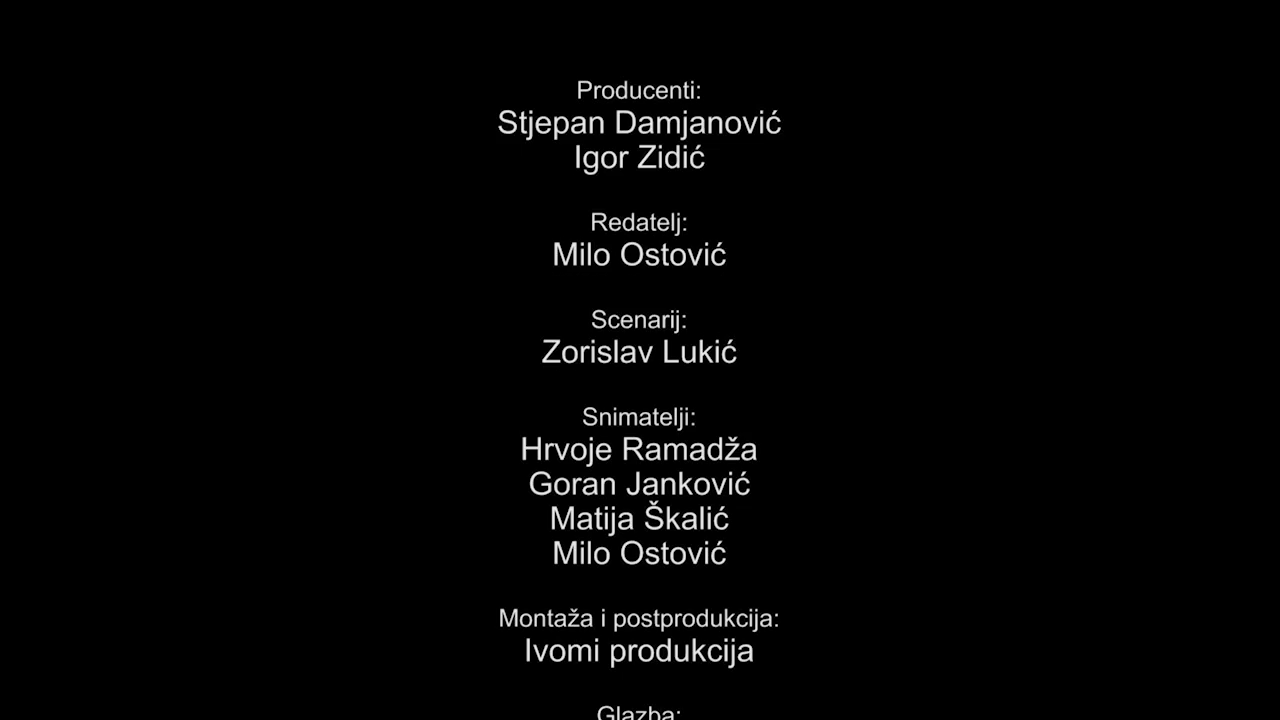 Producenti:
Stjepan Damjanović
Igor Zidić
Redatelj:
Milo Ostović
Scenarij:
Zorislav Lukić
Snimatelji:
Hrvoje Ramadža
Goran Janković
Matija Škalić
Milo Ostović
Montaža i postprodukcija:
Ivomi produkcija
Glazba: